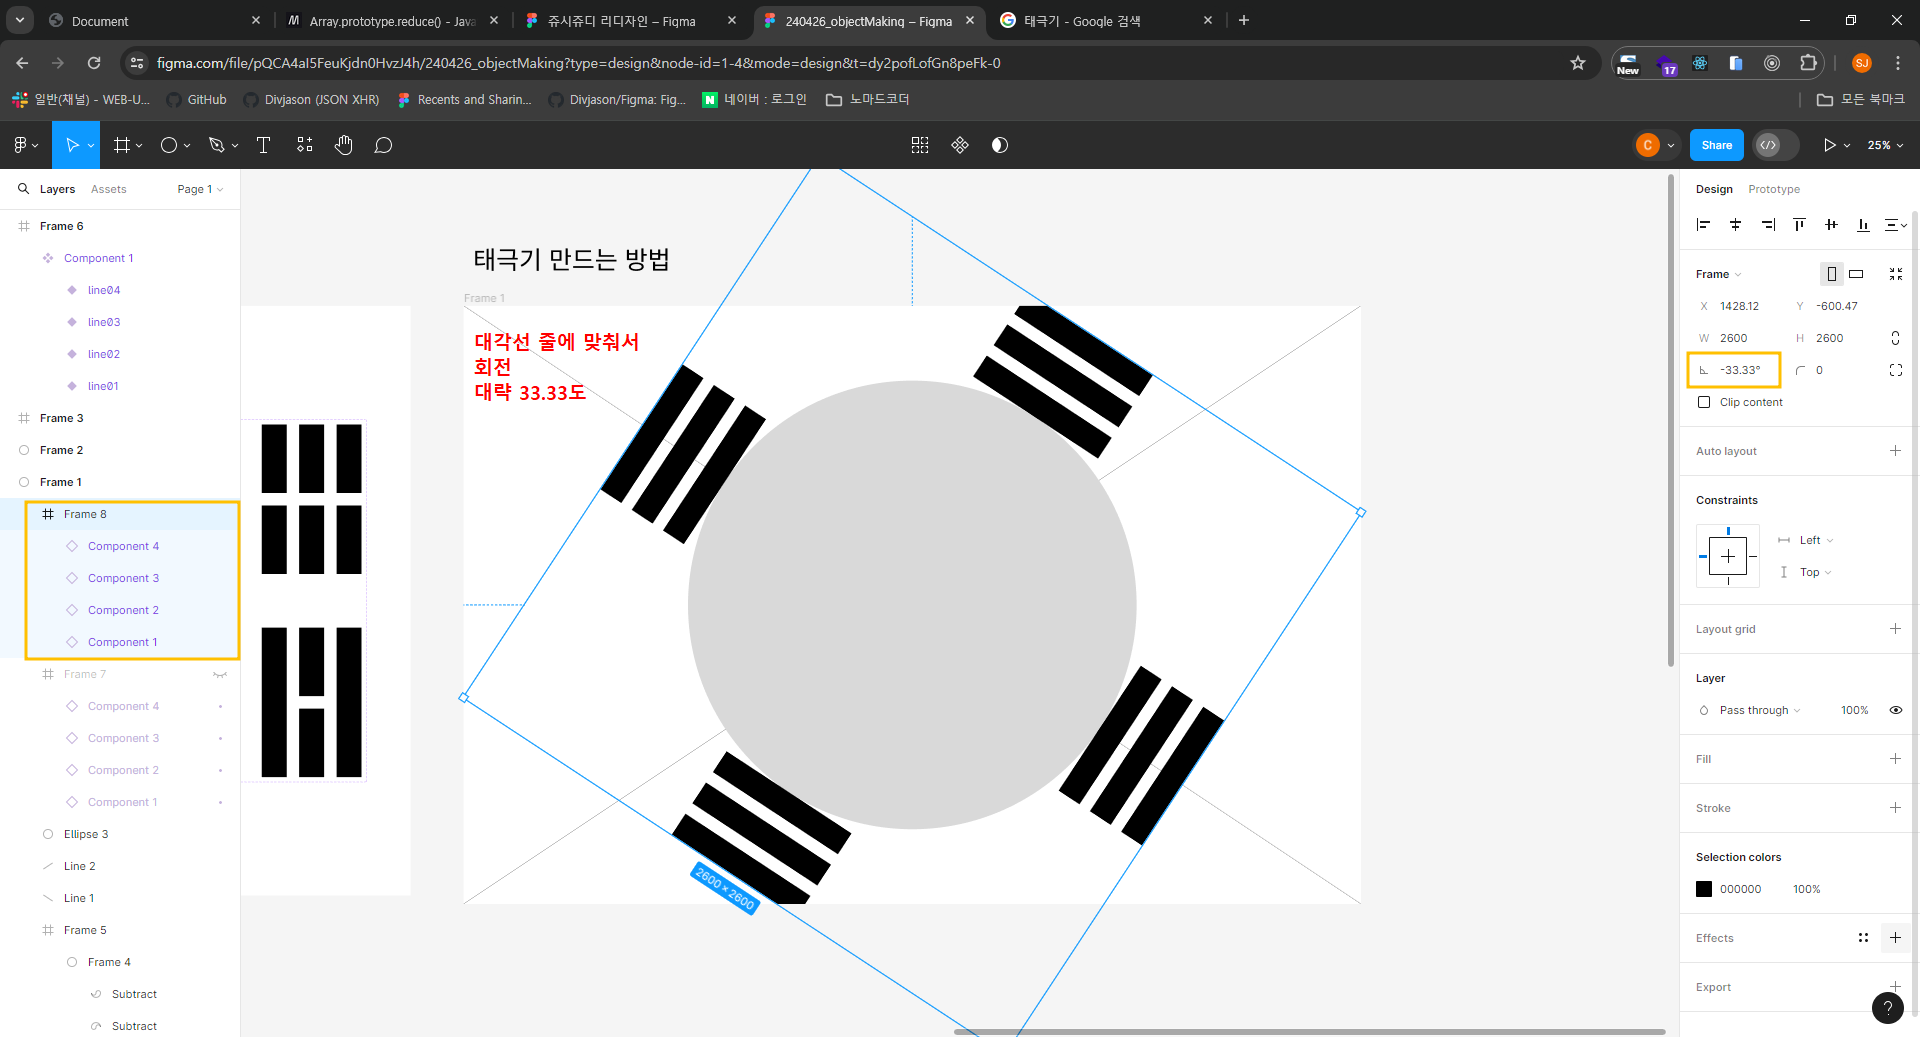 Document
Array.prototype.reduce() - Java
쥬시쥬디 리디자인 – Figma
240426_objectMaking – Figma
태극기 - Google 검색
figma.com/file/pQCA4aI5FeuKjdn0HvzJ4h/240426_objectMaking?type=design&node-id=1-4&mode=design&t=dy2pofLofGn8peFk-0
New
17
SJ
일반(채널) - WEB-U...
GitHub
Divjason (JSON XHR)
Recents and Sharin...
Divjason/Figma: Fig...
N
네이버 : 로그인
노마드코더
모든 북마크
C
Share
25%
Layers
Assets
Page 1
Frame 6
Component 1
line04
line03
line02
line01
Frame 3
Frame 2
Frame 1
Frame 8
Component 4
Component 3
Component 2
Component 1
Frame 7
Component 4
Component 3
Component 2
Component 1
Ellipse 3
Line 2
Line 1
Frame 5
Frame 4
Subtract
Subtract
태극기 만드는 방법
Frame 1
대각선 줄에 맞춰서
회전
대략 33.33도
2600 × 2600
Design
Prototype
Frame
X 1428.12
Y -600.47
W 2600
H 2600
-33.33°
0
Clip content
Auto layout
Constraints
Left
Top
Layout grid
Layer
Pass through
100%
Fill
Stroke
Selection colors
000000
100%
Effects
Export
?